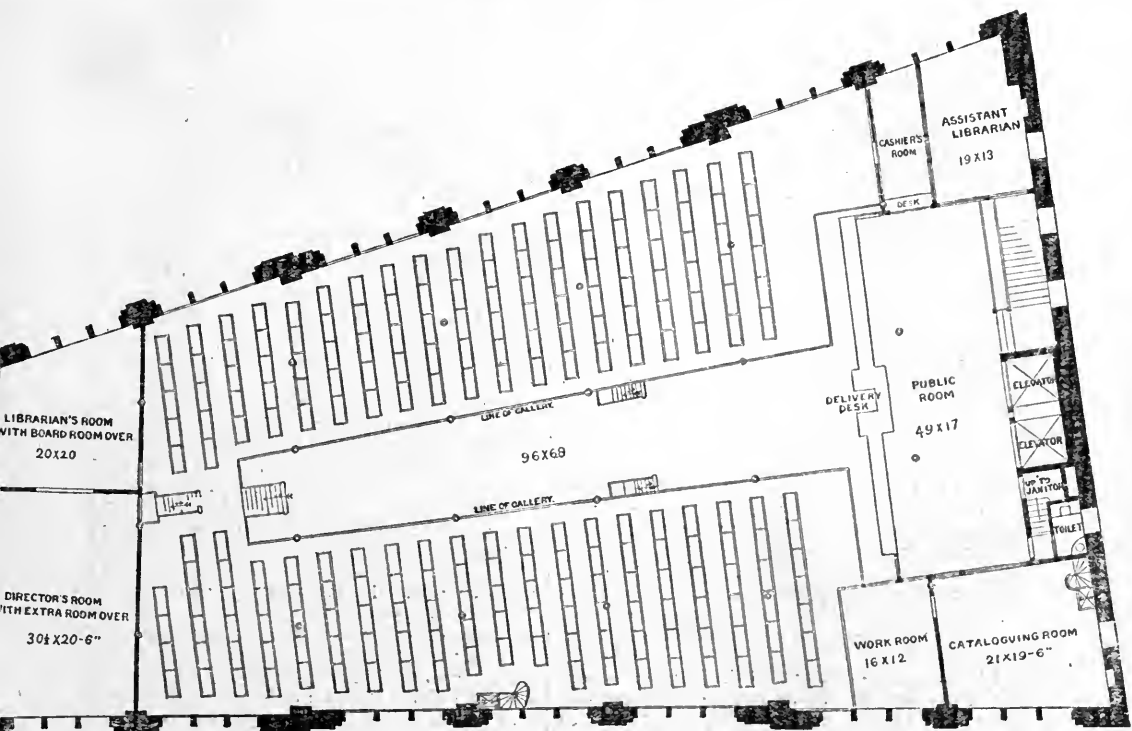 ASSISTANT
LIBRARIAN
19 X 13
CASHIER'S
ROOM
DESK
LIBRARIAN'S ROOM
WITH BOARD ROOM OVER
20X20
LINE OF GALLERY
96X68
LINE OF GALLERY
DELIVERY
DESK
PUBLIC
ROOM
49X17
ELEVATOR
ELEVATOR
UP TO
JANITOR
TOILET
DIRECTOR'S ROOM
WITH EXTRA ROOM OVER
30½X20-6"
WORK ROOM
16X12
CATALOGUING ROOM
21X19-6"